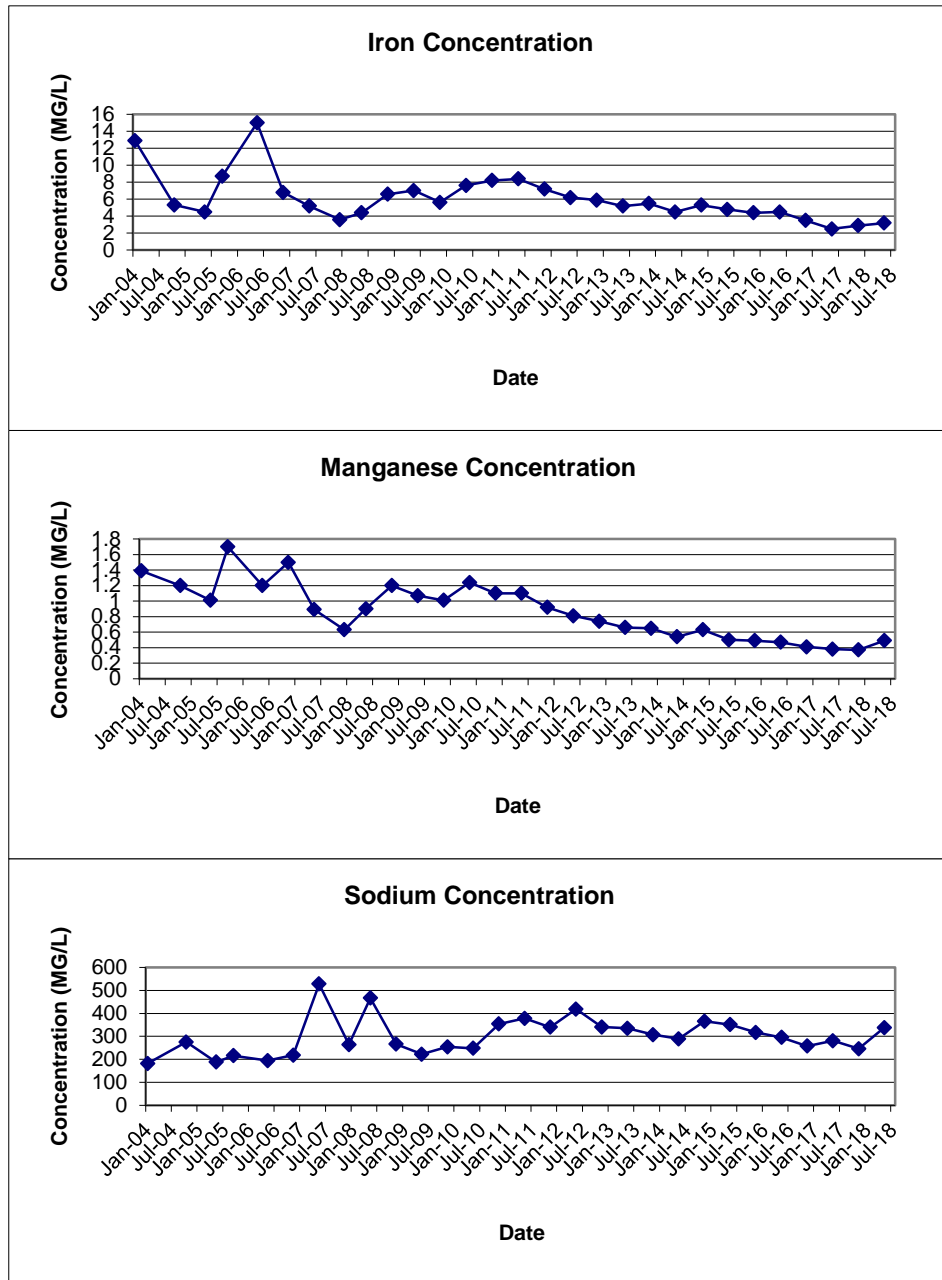 Iron Concentration
Concentration (MG/L)
16
14
12
10
8
6
4
2
0
Jan-04
Jul-04
Jan-05
Jul-05
Jan-06
Jul-06
Jan-07
Jul-07
Jan-08
Jul-08
Jan-09
Jul-09
Jan-10
Jul-10
Jan-11
Jul-11
Jan-12
Jul-12
Jan-13
Jul-13
Jan-14
Jul-14
Jan-15
Jul-15
Jan-16
Jul-16
Jan-17
Jul-17
Jan-18
Jul-18
Date
Manganese Concentration
Concentration (MG/L)
1.8
1.6
1.4
1.2
1
0.8
0.6
0.4
0.2
0
Jan-04
Jul-04
Jan-05
Jul-05
Jan-06
Jul-06
Jan-07
Jul-07
Jan-08
Jul-08
Jan-09
Jul-09
Jan-10
Jul-10
Jan-11
Jul-11
Jan-12
Jul-12
Jan-13
Jul-13
Jan-14
Jul-14
Jan-15
Jul-15
Jan-16
Jul-16
Jan-17
Jul-17
Jan-18
Jul-18
Date
Sodium Concentration
Concentration (MG/L)
600
500
400
300
200
100
0
Jan-04
Jul-04
Jan-05
Jul-05
Jan-06
Jul-06
Jan-07
Jul-07
Jan-08
Jul-08
Jan-09
Jul-09
Jan-10
Jul-10
Jan-11
Jul-11
Jan-12
Jul-12
Jan-13
Jul-13
Jan-14
Jul-14
Jan-15
Jul-15
Jan-16
Jul-16
Jan-17
Jul-17
Jan-18
Jul-18
Date